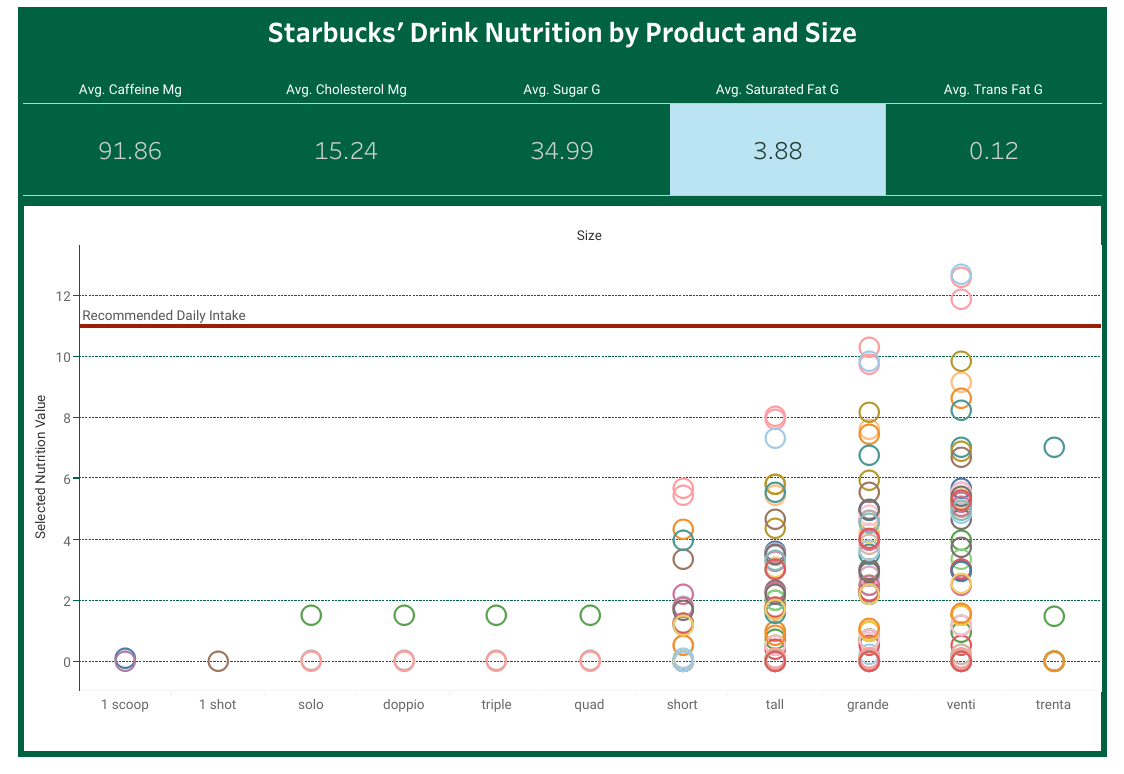 Starbucks’ Drink Nutrition by Product and Size
Avg. Caffeine Mg Avg. Cholesterol Mg Avg. Sugar G Avg. Saturated Fat G Avg. Trans Fat G
91.86 15.24 34.99 3.88 0.12
Size
12
Recommended Daily Intake
10
8
6
4
2
0
Selected Nutrition Value
1 scoop 1 shot solo doppio triple quad short tall grande venti trenta